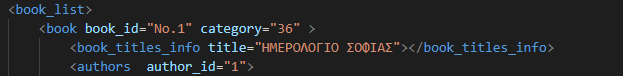 <book_list>
<book book_id="No.1" category="36" >
<book_titles_info title="ΗΜΕΡΟΛΟΓΙΟ ΣΟΦΙΑΣ"></book_titles_info>
<authors  author_id="1">